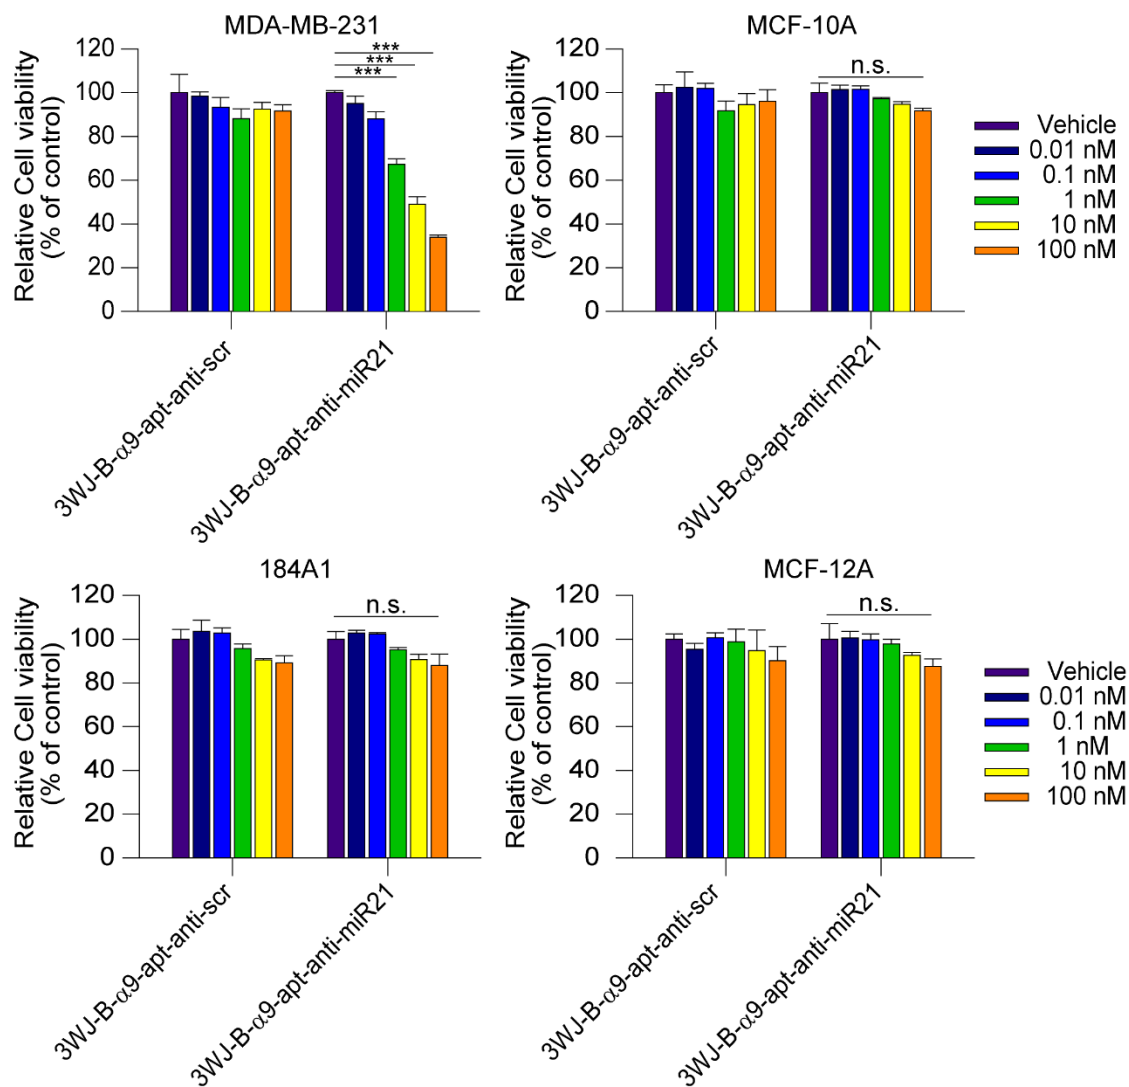 MDA-MB-231
Relative Cell viability
(% of control)
120
100
80
60
40
20
0
***
***
***
3WJ-B-α9-apt-anti-scr
3WJ-B-α9-apt-anti-miR21
MCF-10A
Relative Cell viability
(% of control)
120
100
80
60
40
20
0
n.s.
3WJ-B-α9-apt-anti-scr
3WJ-B-α9-apt-anti-miR21
Vehicle
0.01 nM
0.1 nM
1 nM
10 nM
100 nM
184A1
Relative Cell viability
(% of control)
120
100
80
60
40
20
0
n.s.
3WJ-B-α9-apt-anti-scr
3WJ-B-α9-apt-anti-miR21
MCF-12A
Relative Cell viability
(% of control)
120
100
80
60
40
20
0
n.s.
3WJ-B-α9-apt-anti-scr
3WJ-B-α9-apt-anti-miR21
Vehicle
0.01 nM
0.1 nM
1 nM
10 nM
100 nM